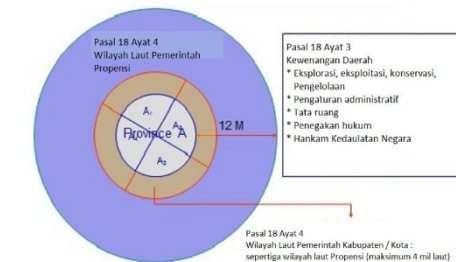 Pasal 18 Ayat 4
Wilayah Laut Pemerintah
Propensi
A₁
A₂
Province A
12 M
Pasal 18 Ayat 3
Kewenangan Daerah
* Eksplorasi, eksploitasi, konservasi,
Pengelolaan
* Pengaturan administratif
* Tata ruang
* Penegakan hukum
* Hankam Kedaulatan Negara
Pasal 18 Ayat 4
Wilayah Laut Pemerintah Kabupaten / Kota :
sepertiga wilayah laut Propensi (maksimum 4 mil laut)